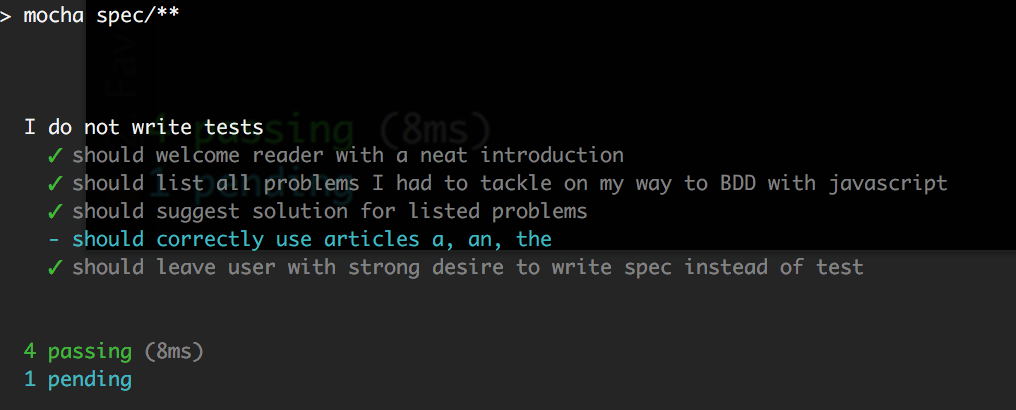 > mocha spec/**
I do not write tests
✓ should welcome reader with a neat introduction
✓ should list all problems I had to tackle on my way to BDD with javascript
✓ should suggest solution for listed problems
- should correctly use articles a, an, the
✓ should leave user with strong desire to write spec instead of test
4 passing (8ms)
1 pending